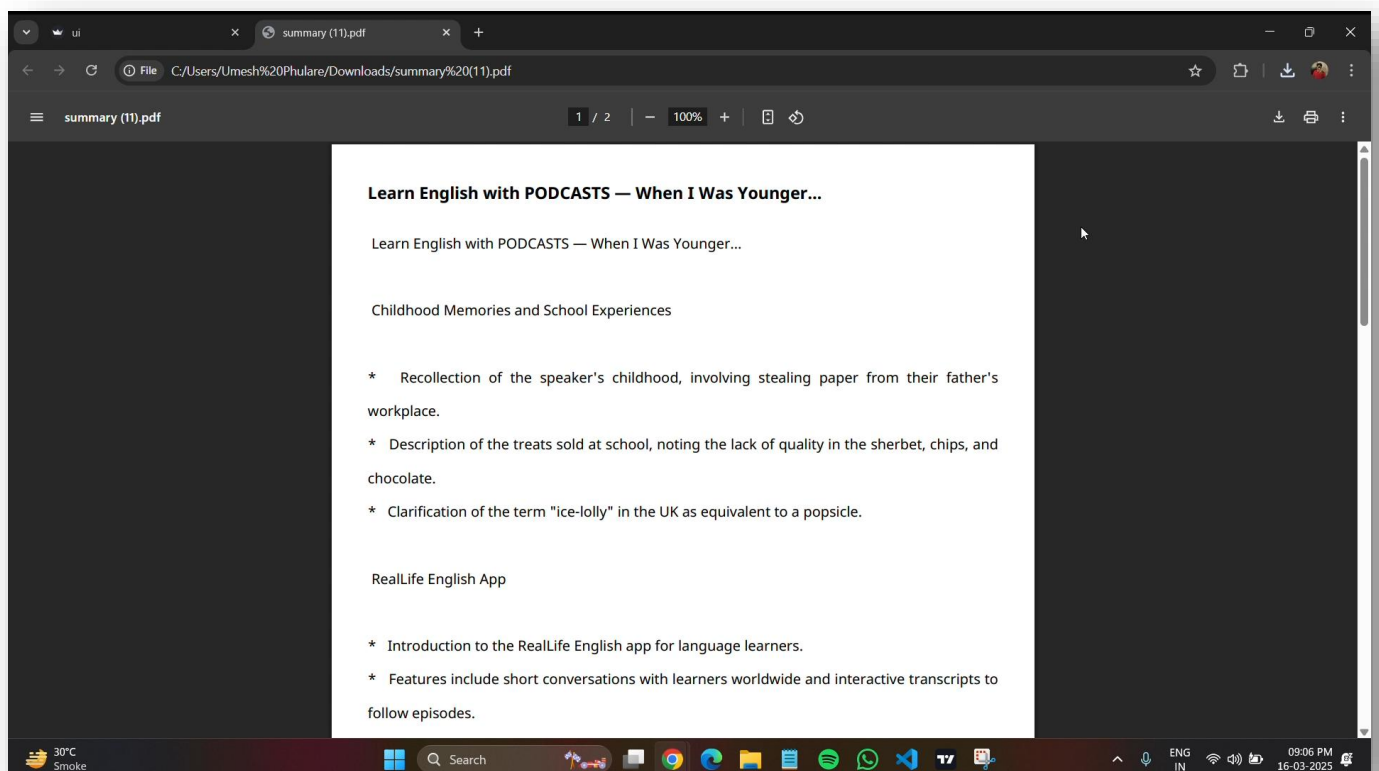 ui
summary (11).pdf
File C:/Users/Umesh%20Phulare/Downloads/summary%20(11).pdf
summary (11).pdf
1 / 2
100%
Learn English with PODCASTS — When I Was Younger...
Learn English with PODCASTS — When I Was Younger...
Childhood Memories and School Experiences
* Recollection of the speaker's childhood, involving stealing paper from their father's
workplace.
* Description of the treats sold at school, noting the lack of quality in the sherbet, chips, and
chocolate.
* Clarification of the term "ice-lolly" in the UK as equivalent to a popsicle.
RealLife English App
* Introduction to the RealLife English app for language learners.
* Features include short conversations with learners worldwide and interactive transcripts to
follow episodes.
30°C
Smoke
Search
ENG
IN
09:06 PM
16-03-2025